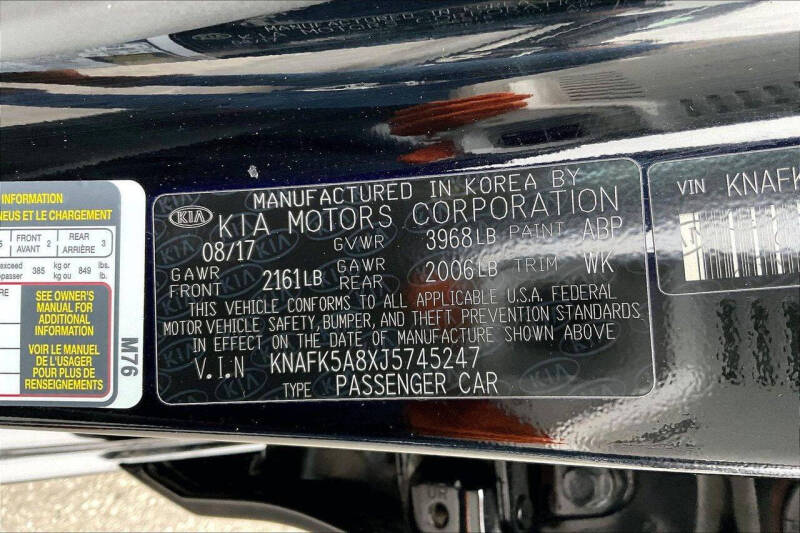 INFORMATION
NEUS ET LE CHARGEMENT
FRONT AVANT 2
REAR ARRIÈRE 3
385 kg or kg ou 849 lbs. lb.
SEE OWNER'S
MANUAL FOR
ADDITIONAL
INFORMATION
VOIR LE MANUEL
DE L'USAGER
POUR PLUS DE
RENSEIGNEMENTS
M76
MANUFACTURED IN KOREA BY
KIA KIA MOTORS CORPORATION
08/17 GVWR 3968LB PAINT ABP
GAWR FRONT 2161LB GAWR REAR 2006LB TRIM WK
THIS VEHICLE CONFORMS TO ALL APPLICABLE U.S.A. FEDERAL
MOTOR VEHICLE SAFETY, BUMPER, AND THEFT PREVENTION STANDARDS
IN EFFECT ON THE DATE OF MANUFACTURE SHOWN ABOVE
V.I.N KNAFK5A8XJ5745247
TYPE PASSENGER CAR
VIN KNAFK